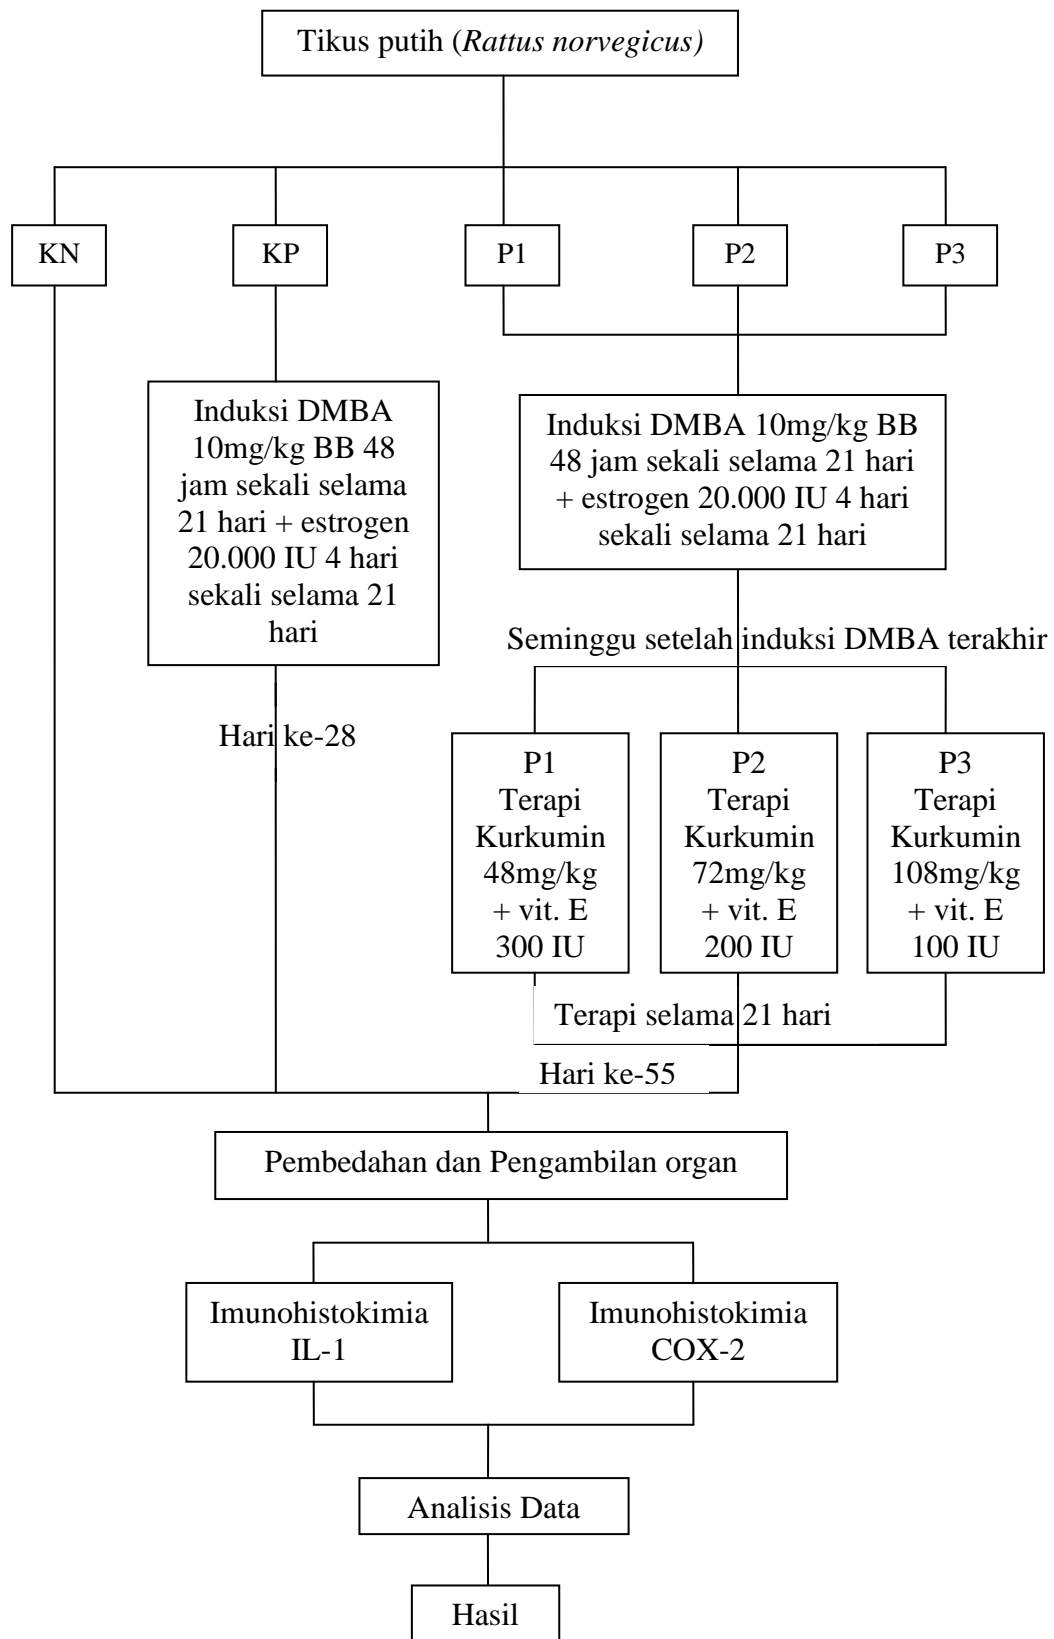 Tikus putih (Rattus norvegicus)
KN
KP
P1
P2
P3
Induksi DMBA
10mg/kg BB 48
jam sekali selama
21 hari + estrogen
20.000 IU 4 hari
sekali selama 21
hari
Induksi DMBA 10mg/kg BB
48 jam sekali selama 21 hari
+ estrogen 20.000 IU 4 hari
sekali selama 21 hari
Seminggu setelah induksi DMBA terakhir
Hari ke-28
P1
Terapi
Kurkumin
48mg/kg
+ vit. E
300 IU
P2
Terapi
Kurkumin
72mg/kg
+ vit. E
200 IU
P3
Terapi
Kurkumin
108mg/kg
+ vit. E
100 IU
Terapi selama 21 hari
Hari ke-55
Pembedahan dan Pengambilan organ
Imunohistokimia
IL-1
Imunohistokimia
COX-2
Analisis Data
Hasil